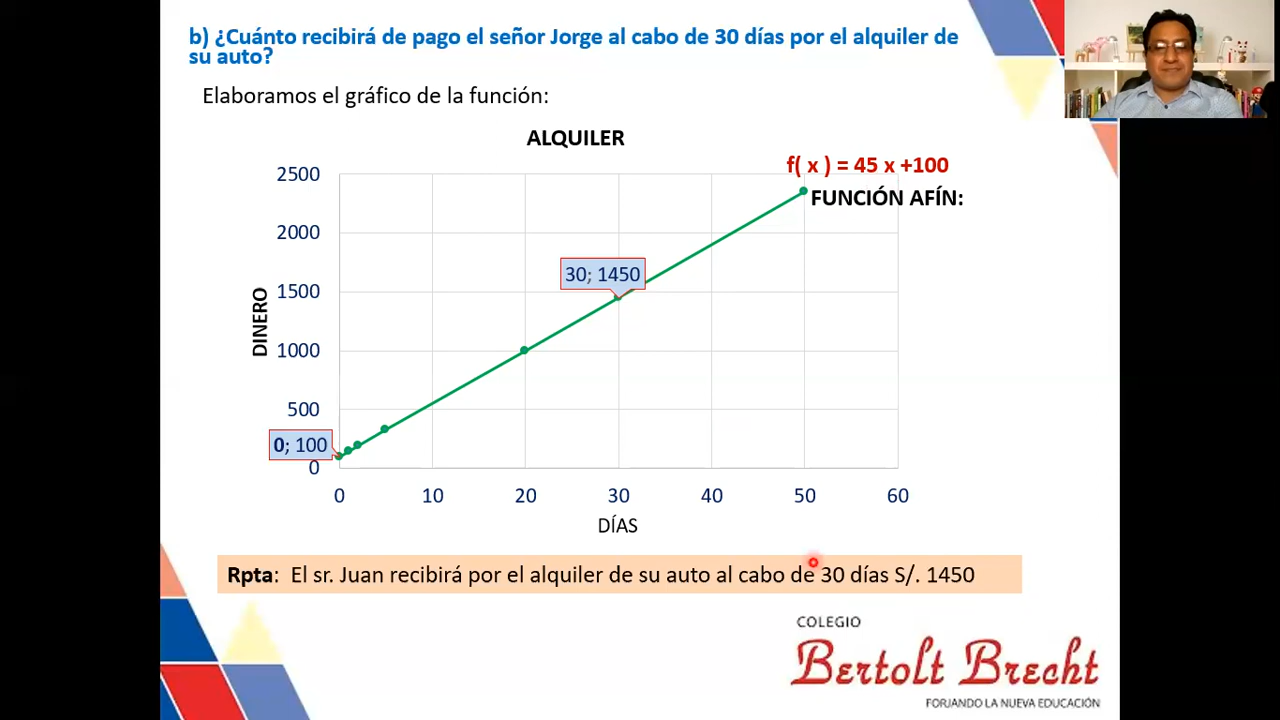 b) ¿Cuánto recibirá de pago el señor Jorge al cabo de 30 días por el alquiler de
su auto?
Elaboramos el gráfico de la función:
ALQUILER
f( x ) = 45 x +100
FUNCIÓN AFÍN:
2500
2000
1500
1000
500
0
DINERO
30; 1450
0; 100
0 10 20 30 40 50 60
DÍAS
Rpta: El sr. Juan recibirá por el alquiler de su auto al cabo de 30 días S/. 1450
COLEGIO
Bertolt Brecht
FORJANDO LA NUEVA EDUCACIÓN